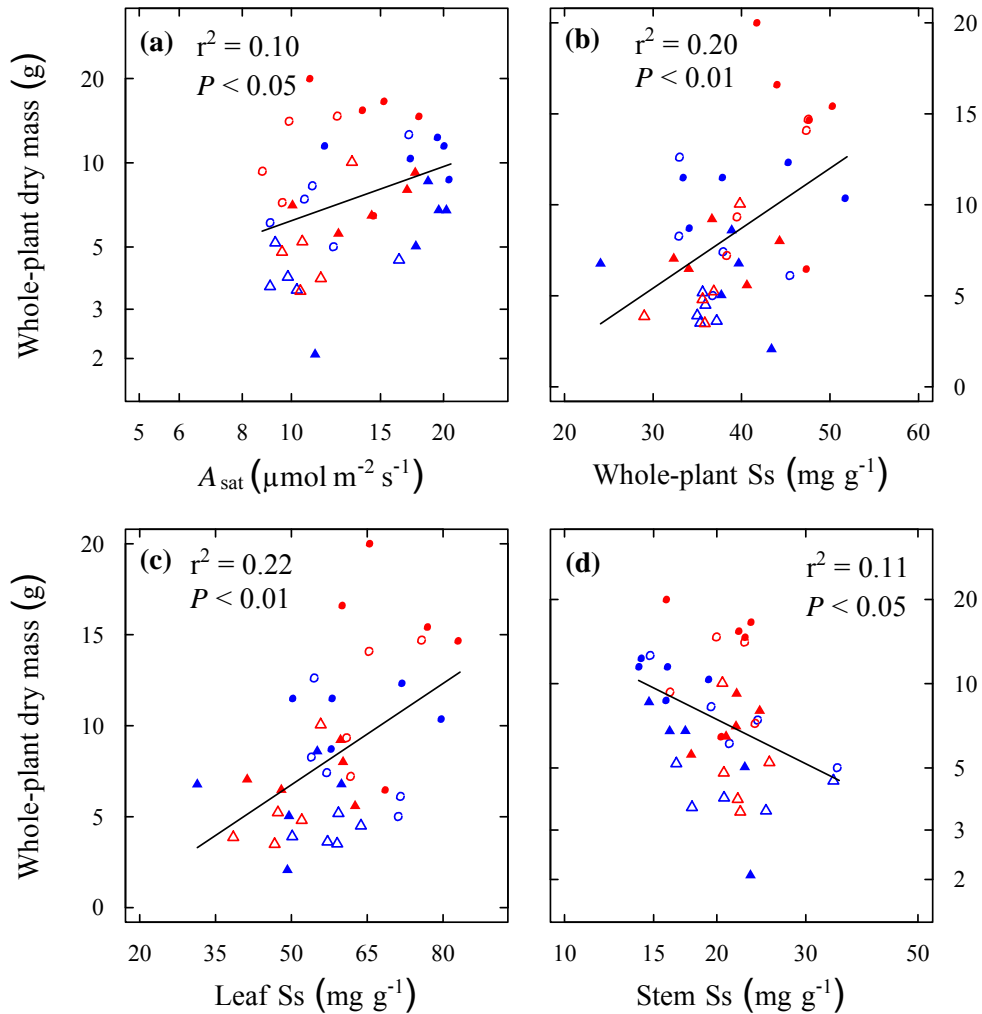 (a)
r² = 0.10
P < 0.05
Whole-plant dry mass (g)
20
10
5
3
2
5 6 8 10 15 20
A sat (µmol m⁻² s⁻¹)
(b)
r² = 0.20
P < 0.01
20
15
10
5
0
20 30 40 50 60
Whole-plant Ss (mg g⁻¹)
(c)
r² = 0.22
P < 0.01
Whole-plant dry mass (g)
20
15
10
5
0
20 35 50 65 80
Leaf Ss (mg g⁻¹)
(d)
r² = 0.11
P < 0.05
20
10
5
3
2
10 15 20 30 50
Stem Ss (mg g⁻¹)